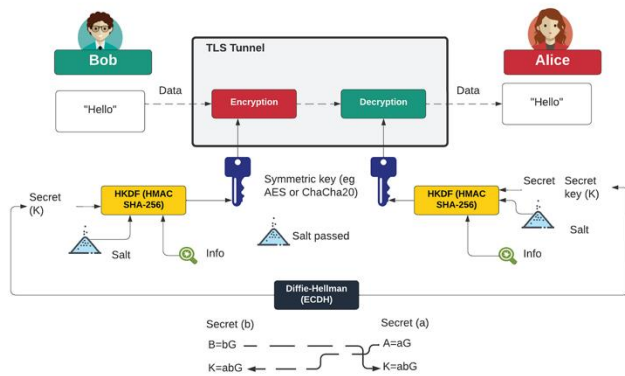 TLS Tunnel
Bob
Alice
"Hello"
Data
Encryption
Decryption
Data
"Hello"
Symmetric key (eg
AES or ChaCha20)
Secret
(K)
HKDF (HMAC
SHA-256)
HKDF (HMAC
SHA-256)
Secret
Secret
key (K)
Salt
Info
Salt passed
Info
Salt
Diffie-Hellman
(ECDH)
Secret (b)
Secret (a)
B=bG
A=aG
K=abG
K=abG